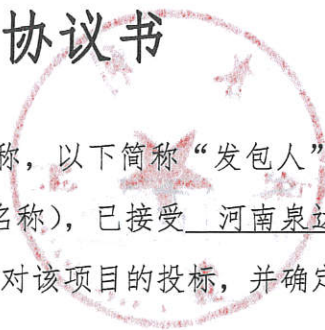 协议书
称，以下简称“发包人”
名称），已接受 河南泉
对该项目的投标，并确定